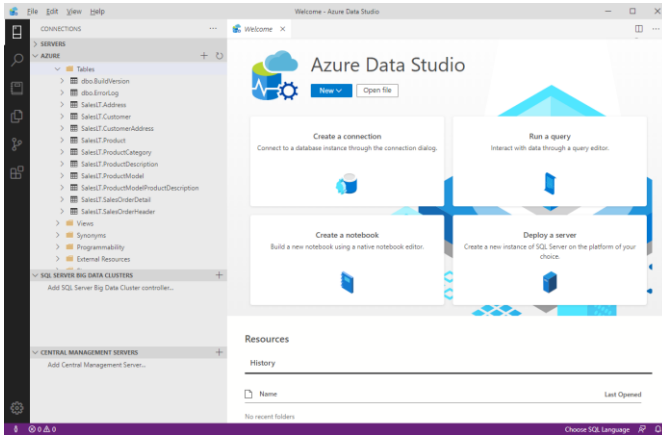 File Edit View Help
Welcome - Azure Data Studio
CONNECTIONS
SERVERS
AZURE
Tables
dbo.BuildVersion
dbo.ErrorLog
SalesLT.Address
SalesLT.Customer
SalesLT.CustomerAddress
SalesLT.Product
SalesLT.ProductCategory
SalesLT.ProductDescription
SalesLT.ProductModel
SalesLT.ProductModelProductDescription
SalesLT.SalesOrderDetail
SalesLT.SalesOrderHeader
Views
Synonyms
Programmability
External Resources
SQL SERVER BIG DATA CLUSTERS
Add SQL Server Big Data Cluster controller...
CENTRAL MANAGEMENT SERVERS
Add Central Management Server...
Welcome
Azure Data Studio
New
Open file
Create a connection
Connect to a database instance through the connection dialog.
Run a query
Interact with data through a query editor.
Create a notebook
Build a new notebook using a native notebook editor.
Deploy a server
Create a new instance of SQL Server on the platform of your
choice.
Resources
History
Name
Last Opened
No recent folders
0 0
Choose SQL Language